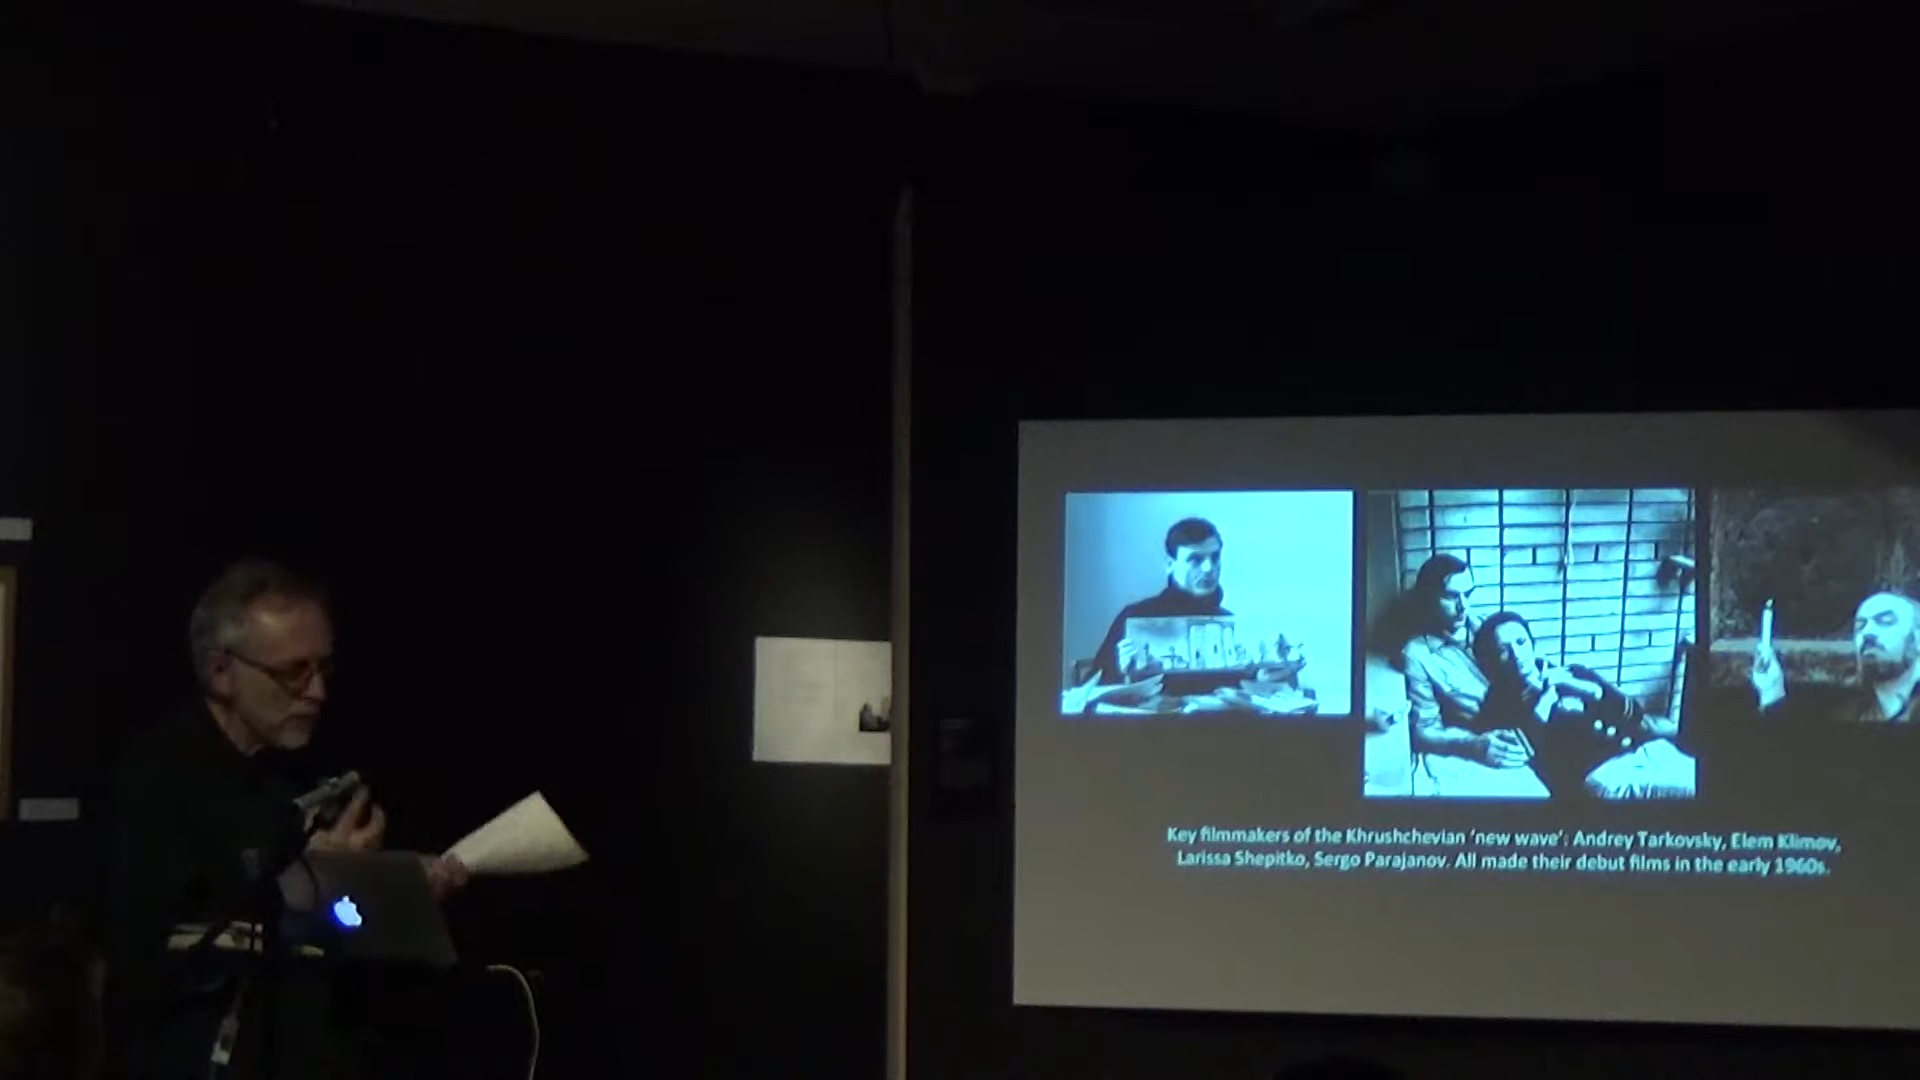 Key filmmakers of the Khrushchevian ‘new wave’: Andrey Tarkovsky, Elem Klimov,
Larissa Shepitko, Sergo Parajanov. All made their debut films in the early 1960s.